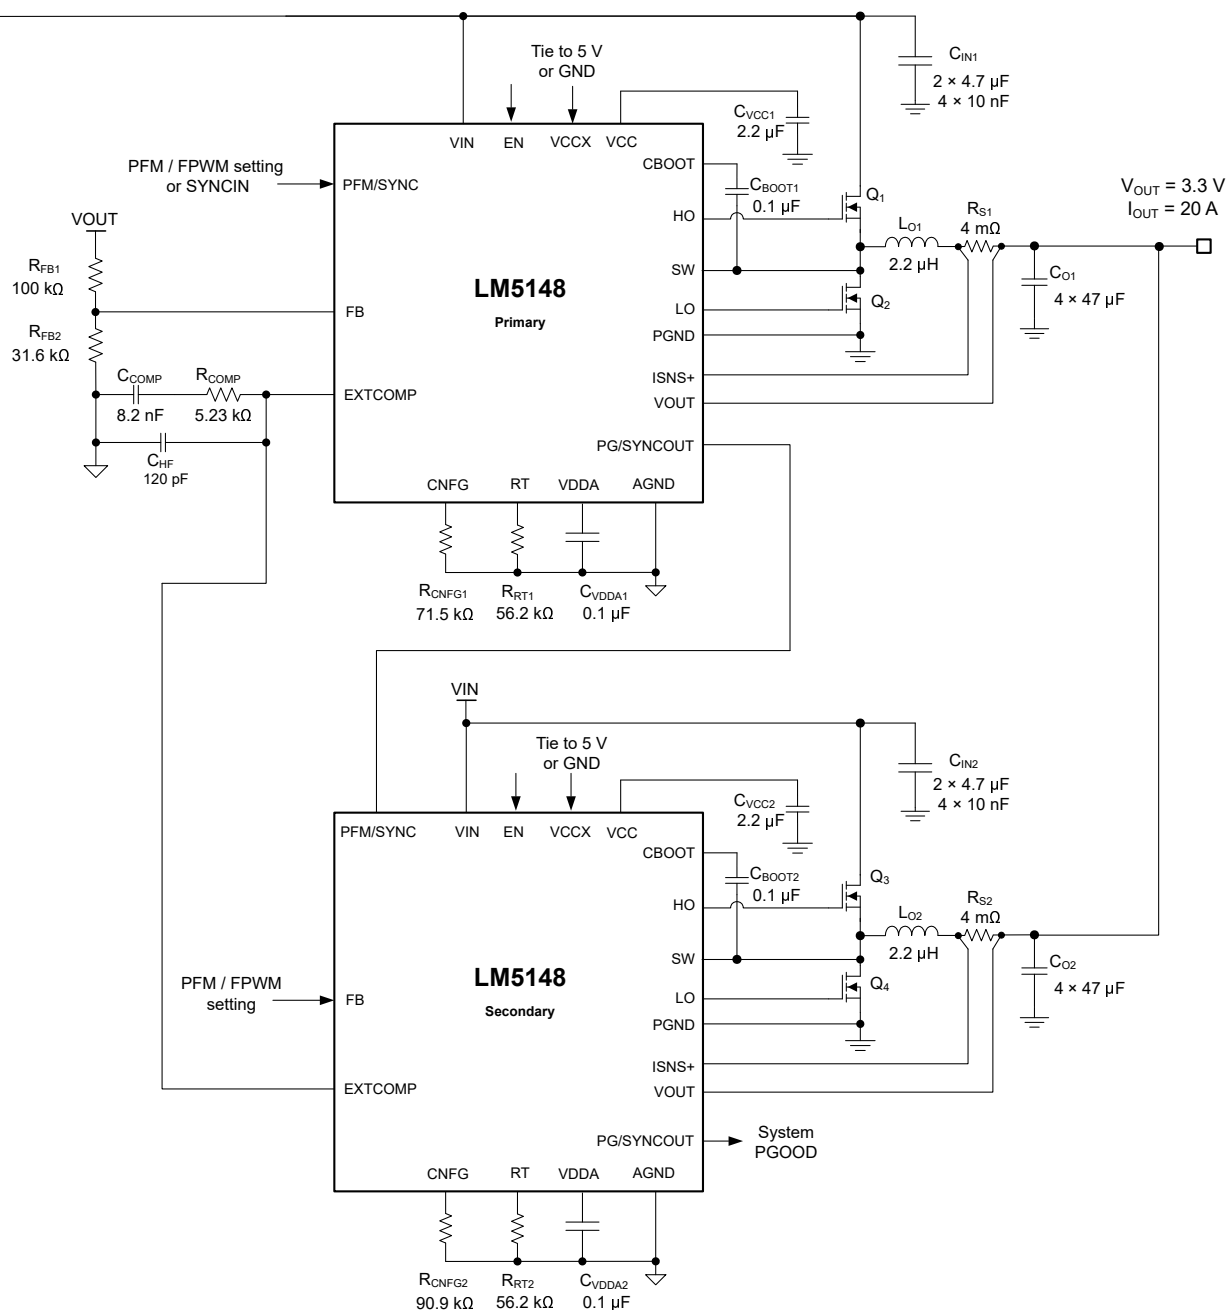 Tie to 5 V
or GND
CIN1
2 × 4.7 µF
4 × 10 nF
CVCC1
2.2 µF
VIN
EN
VCCX
VCC
CBOOT
PFM / FPWM setting
or SYNCIN
PFM/SYNC
CBOOT1
0.1 µF
Q1
VOUT = 3.3 V
IOUT = 20 A
VOUT
HO
LO1
2.2 µH
RS1
4 mΩ
RFB1
100 kΩ
SW
CO1
4 × 47 µF
LM5148
Primary
FB
LO
Q2
RFB2
31.6 kΩ
PGND
CCOMP
8.2 nF
RCOMP
5.23 kΩ
EXTCOMP
ISNS+
VOUT
CHF
120 pF
PG/SYNCOUT
CNFG
RT
VDDA
AGND
RCNFG1
71.5 kΩ
RRT1
56.2 kΩ
CVDDA1
0.1 µF
VIN
Tie to 5 V
or GND
CIN2
2 × 4.7 µF
4 × 10 nF
CVCC2
2.2 µF
PFM/SYNC
VIN
EN
VCCX
VCC
CBOOT
CBOOT2
0.1 µF
Q3
HO
LO2
2.2 µH
RS2
4 mΩ
SW
CO2
4 × 47 µF
LM5148
Secondary
PFM / FPWM
setting
FB
LO
Q4
PGND
ISNS+
EXTCOMP
VOUT
PG/SYNCOUT
System
PGOOD
CNFG
RT
VDDA
AGND
RCNFG2
90.9 kΩ
RRT2
56.2 kΩ
CVDDA2
0.1 µF